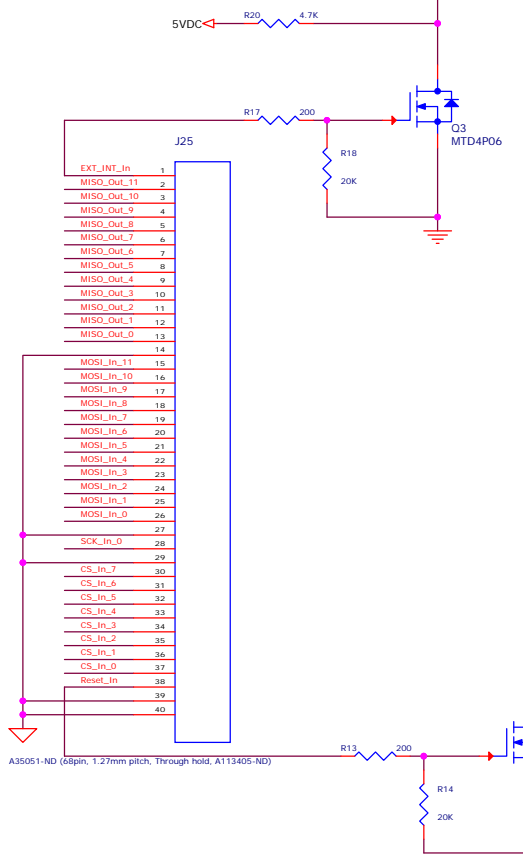 R20 4.7K
5VDC
R17 200
Q3
MTD4P06
J25
R18
20K
EXT_INT_In 1
MISO_Out_11 2
MISO_Out_10 3
MISO_Out_9 4
MISO_Out_8 5
MISO_Out_7 6
MISO_Out_6 7
MISO_Out_5 8
MISO_Out_4 9
MISO_Out_3 10
MISO_Out_2 11
MISO_Out_1 12
MISO_Out_0 13
14
MOSI_In_11 15
MOSI_In_10 16
MOSI_In_9 17
MOSI_In_8 18
MOSI_In_7 19
MOSI_In_6 20
MOSI_In_5 21
MOSI_In_4 22
MOSI_In_3 23
MOSI_In_2 24
MOSI_In_1 25
MOSI_In_0 26
27
SCK_In_0 28
29
CS_In_7 30
CS_In_6 31
CS_In_5 32
CS_In_4 33
CS_In_3 34
CS_In_2 35
CS_In_1 36
CS_In_0 37
Reset_In 38
39
40
R13 200
A35051-ND (68pin, 1.27mm pitch, Through hold, A113405-ND)
R14
20K